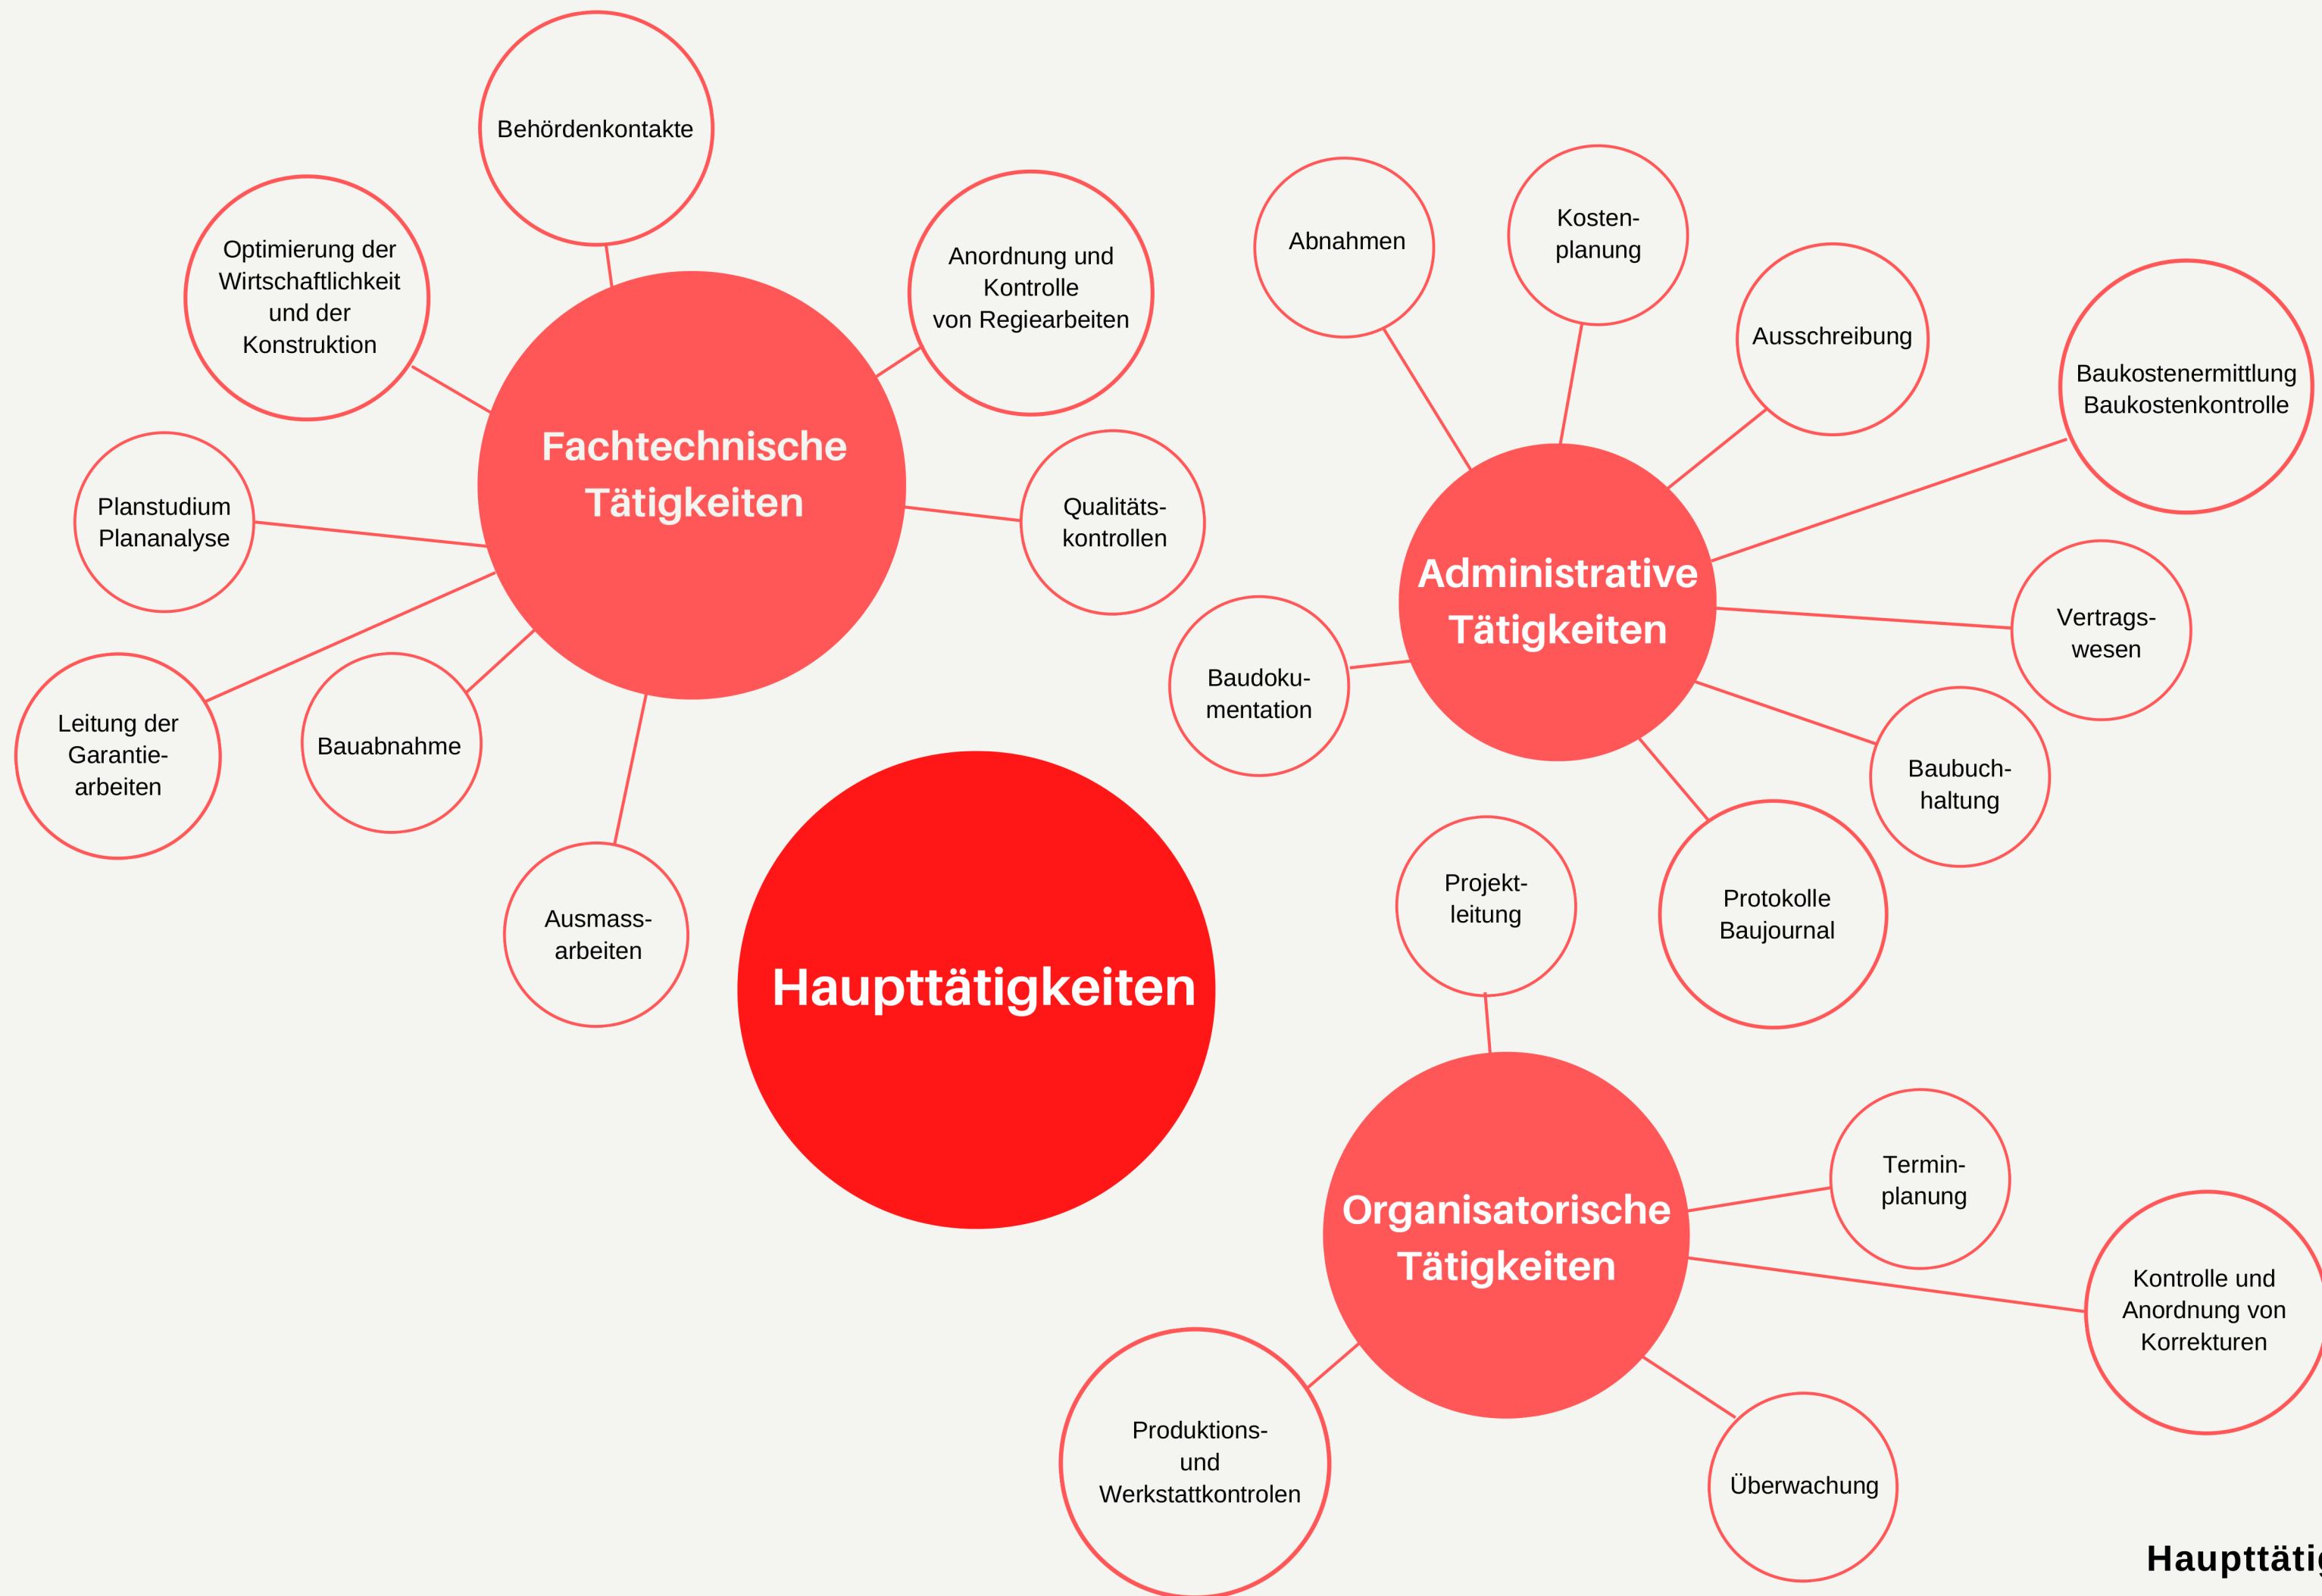 Behördenkontakte
Optimierung der
Wirtschaftlichkeit
und der
Konstruktion
Anordnung und
Kontrolle
von Regiearbeiten
Fachtechnische
Tätigkeiten
Planstudium
Plananalyse
Qualitäts-
kontrollen
Leitung der
Garantie-
arbeiten
Bauabnahme
Ausmass-
arbeiten
Haupttätigkeiten
Abnahmen
Kosten-
planung
Ausschreibung
Baukostenermittlung
Baukostenkontrolle
Administrative
Tätigkeiten
Vertrags-
wesen
Baudoku-
mentation
Baubuch-
haltung
Protokolle
Baujournal
Projekt-
leitung
Organisatorische
Tätigkeiten
Termin-
planung
Kontrolle und
Anordnung von
Korrekturen
Produktions-
und
Werkstattkontrolen
Überwachung